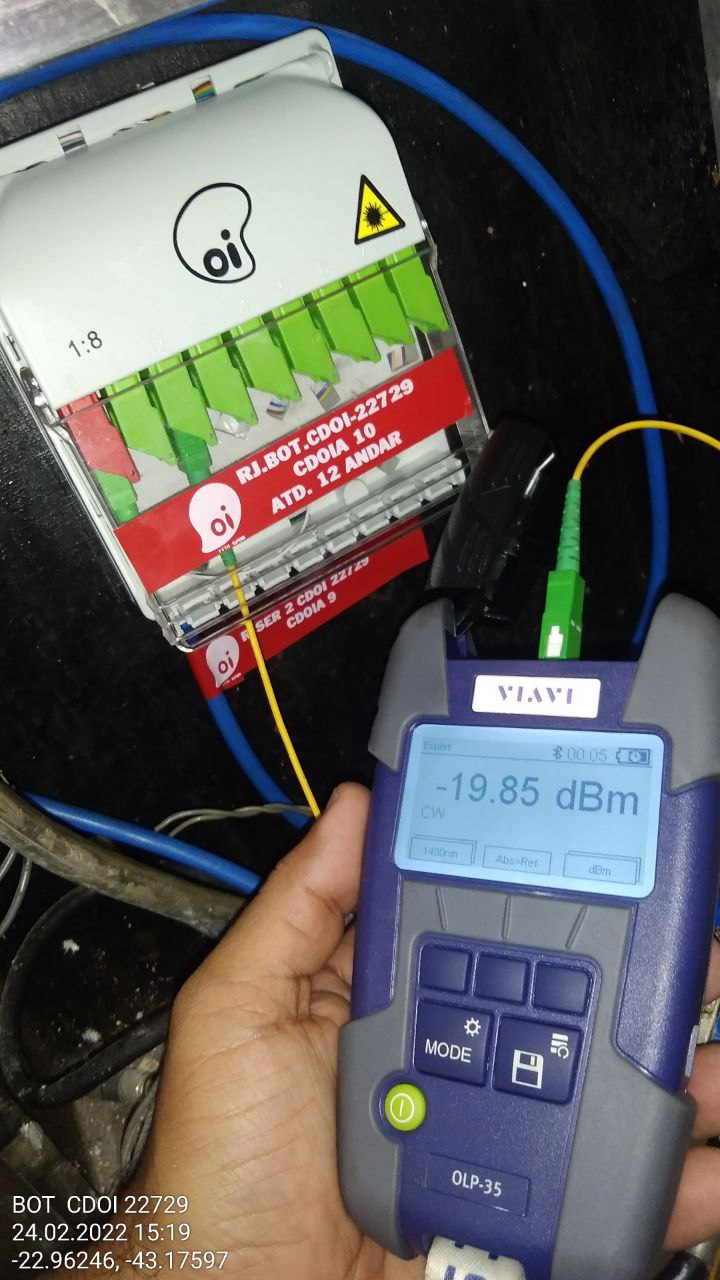 oi
1:8
RJ.BOT.CDOI-22729
CDOIA 10
ATD. 12 ANDAR
oi
RISER 2 CDOI 22729
CDOIA 9
oi
VIAVI
Expert 00:05
-19.85 dBm
CW
1490nm Abs>Ref dBm
MODE
OLP-35
BOT CDOI 22729
24.02.2022 15:19
-22.96246, -43.17597